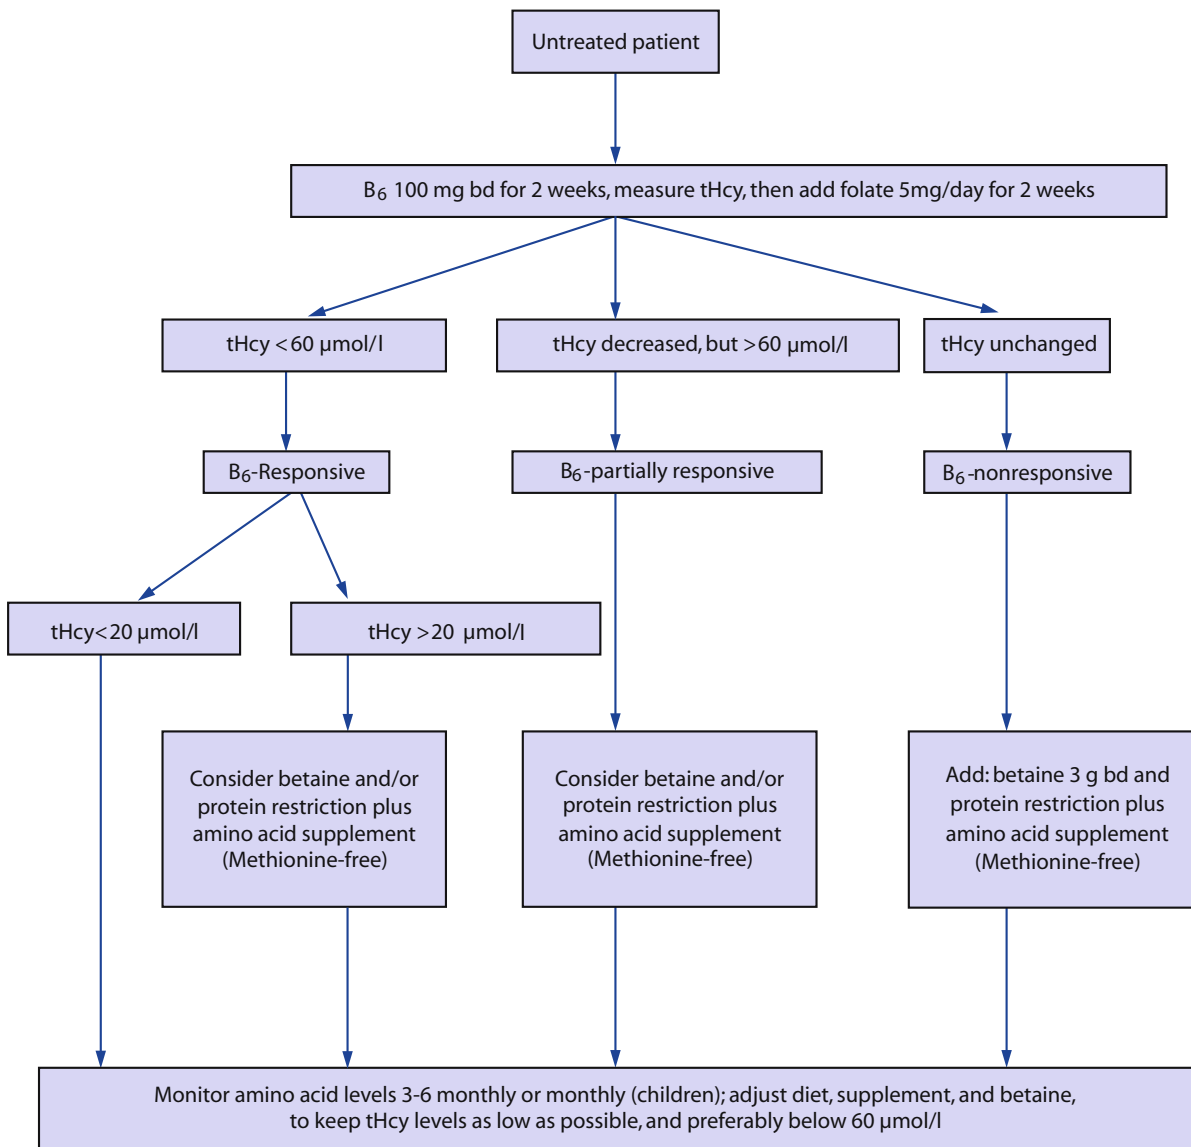 Untreated patient
B6 100 mg bd for 2 weeks, measure tHcy, then add folate 5mg/day for 2 weeks
tHcy <60 µmol/l
tHcy decreased, but >60 µmol/l
tHcy unchanged
B6-Responsive
B6-partially responsive
B6-nonresponsive
tHcy<20 µmol/l
tHcy >20 µmol/l
Consider betaine and/or
protein restriction plus
amino acid supplement
(Methionine-free)
Consider betaine and/or
protein restriction plus
amino acid supplement
(Methionine-free)
Add: betaine 3 g bd and
protein restriction plus
amino acid supplement
(Methionine-free)
Monitor amino acid levels 3-6 monthly or monthly (children); adjust diet, supplement, and betaine,
to keep tHcy levels as low as possible, and preferably below 60 µmol/l